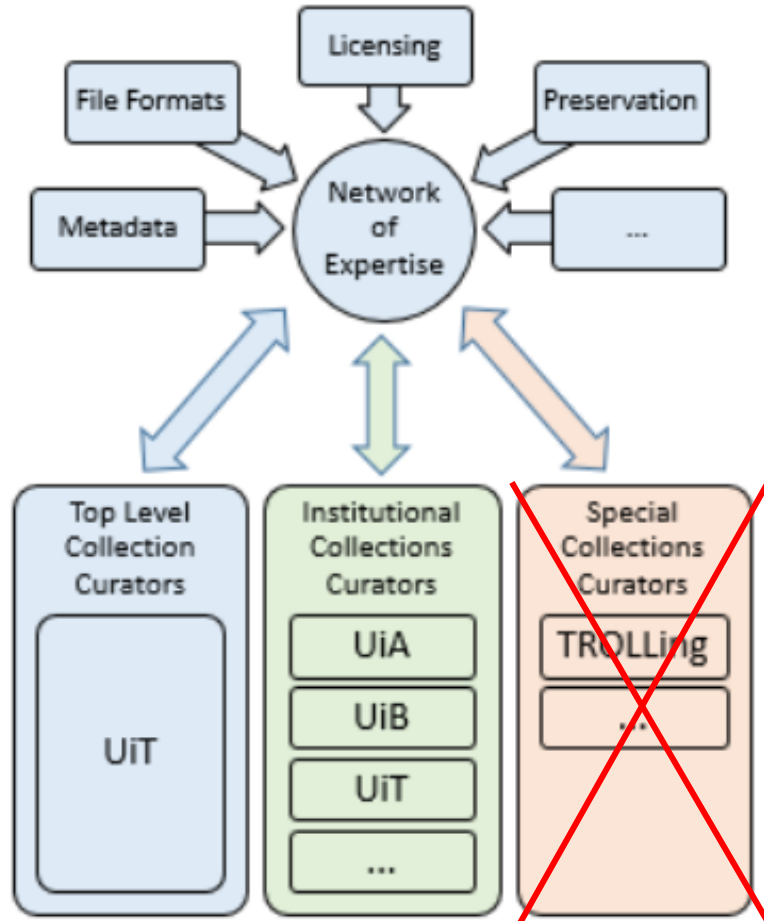 Licensing
File Formats
Preservation
Metadata
...
Network
of
Expertise
Top Level
Collection
Curators
UiT
Institutional
Collections
Curators
UiA
UiB
UiT
...
Special
Collections
Curators
TROLLing
...